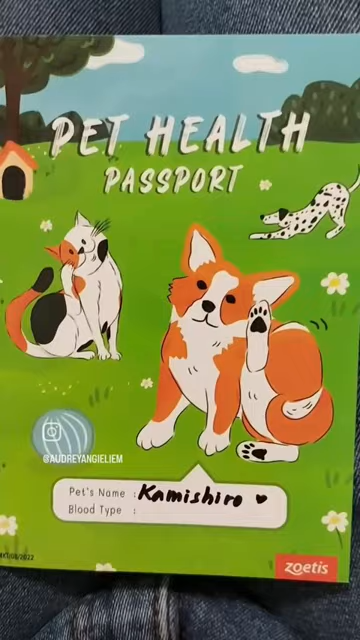 PET HEALTH
PASSPORT
@AUDREYANGIELIEM
Pet's Name : Kamishiro ♥
Blood Type :
zoetis